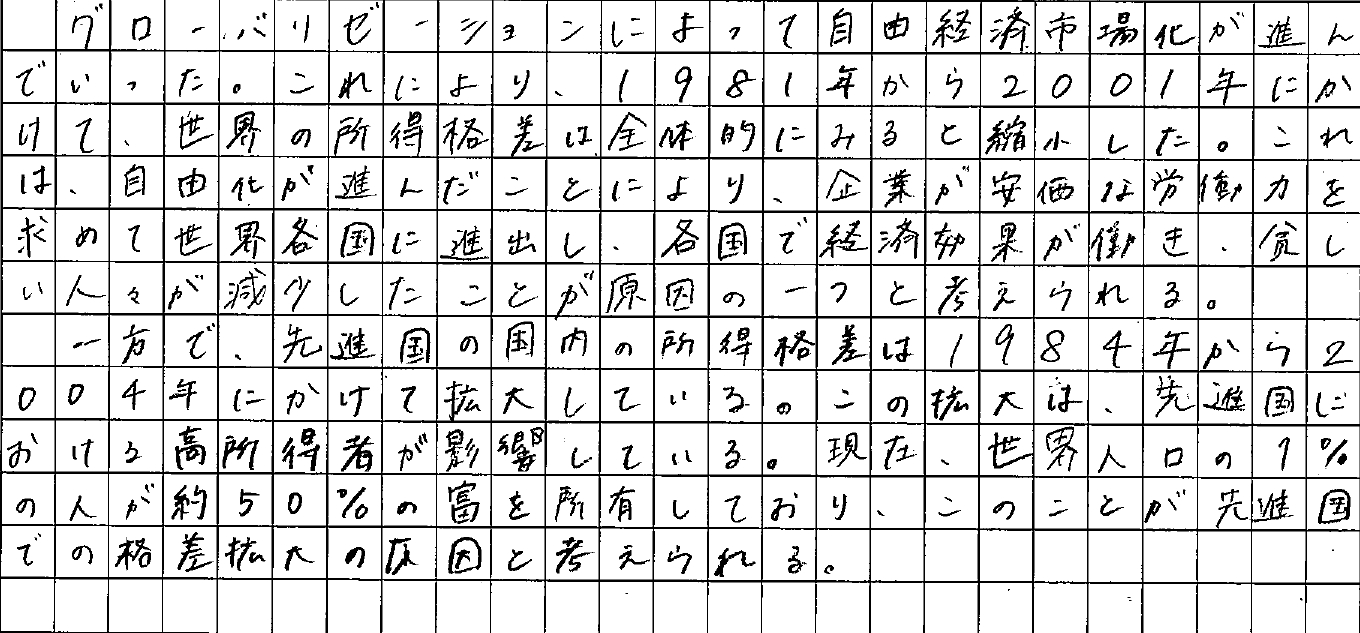 グローバリゼーションによって自由経済市場化が進ん
でいった。これにより、1981年から2001年にか
けて、世界の所得格差は全体的にみると縮小した。これ
は、自由化が進んだことにより、企業が安価な労働力を
求めて世界各国に進出し、各国で経済効果が働き、貧し
い人々が減少したことが原因の一つと考えられる。
一方で、先進国の国内の所得格差は1984年から2
004年にかけて拡大している。この拡大は、先進国に
おける高所得者が影響している。現在、世界人口の1%
の人が約50%の富を所有しており、このことが先進国
での格差拡大の原因と考えられる。